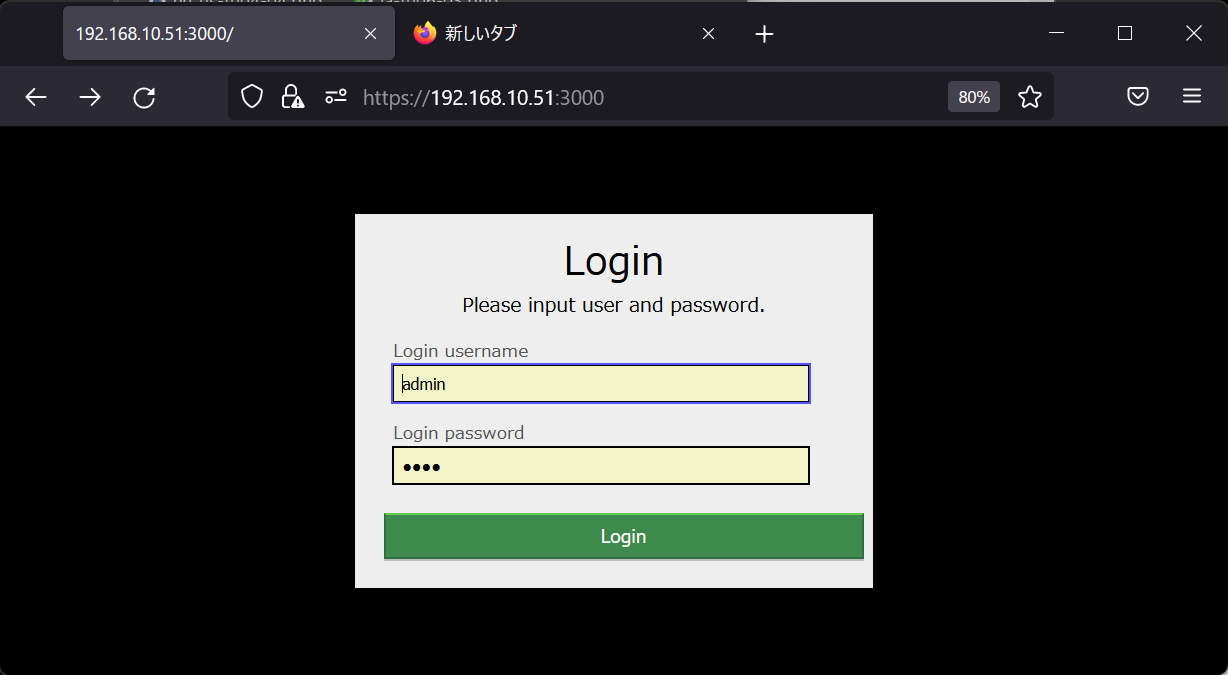 192.168.10.51:3000/
新しいタブ
https://192.168.10.51:3000
80%
Login
Please input user and password.
Login username
admin
Login password
••••
Login